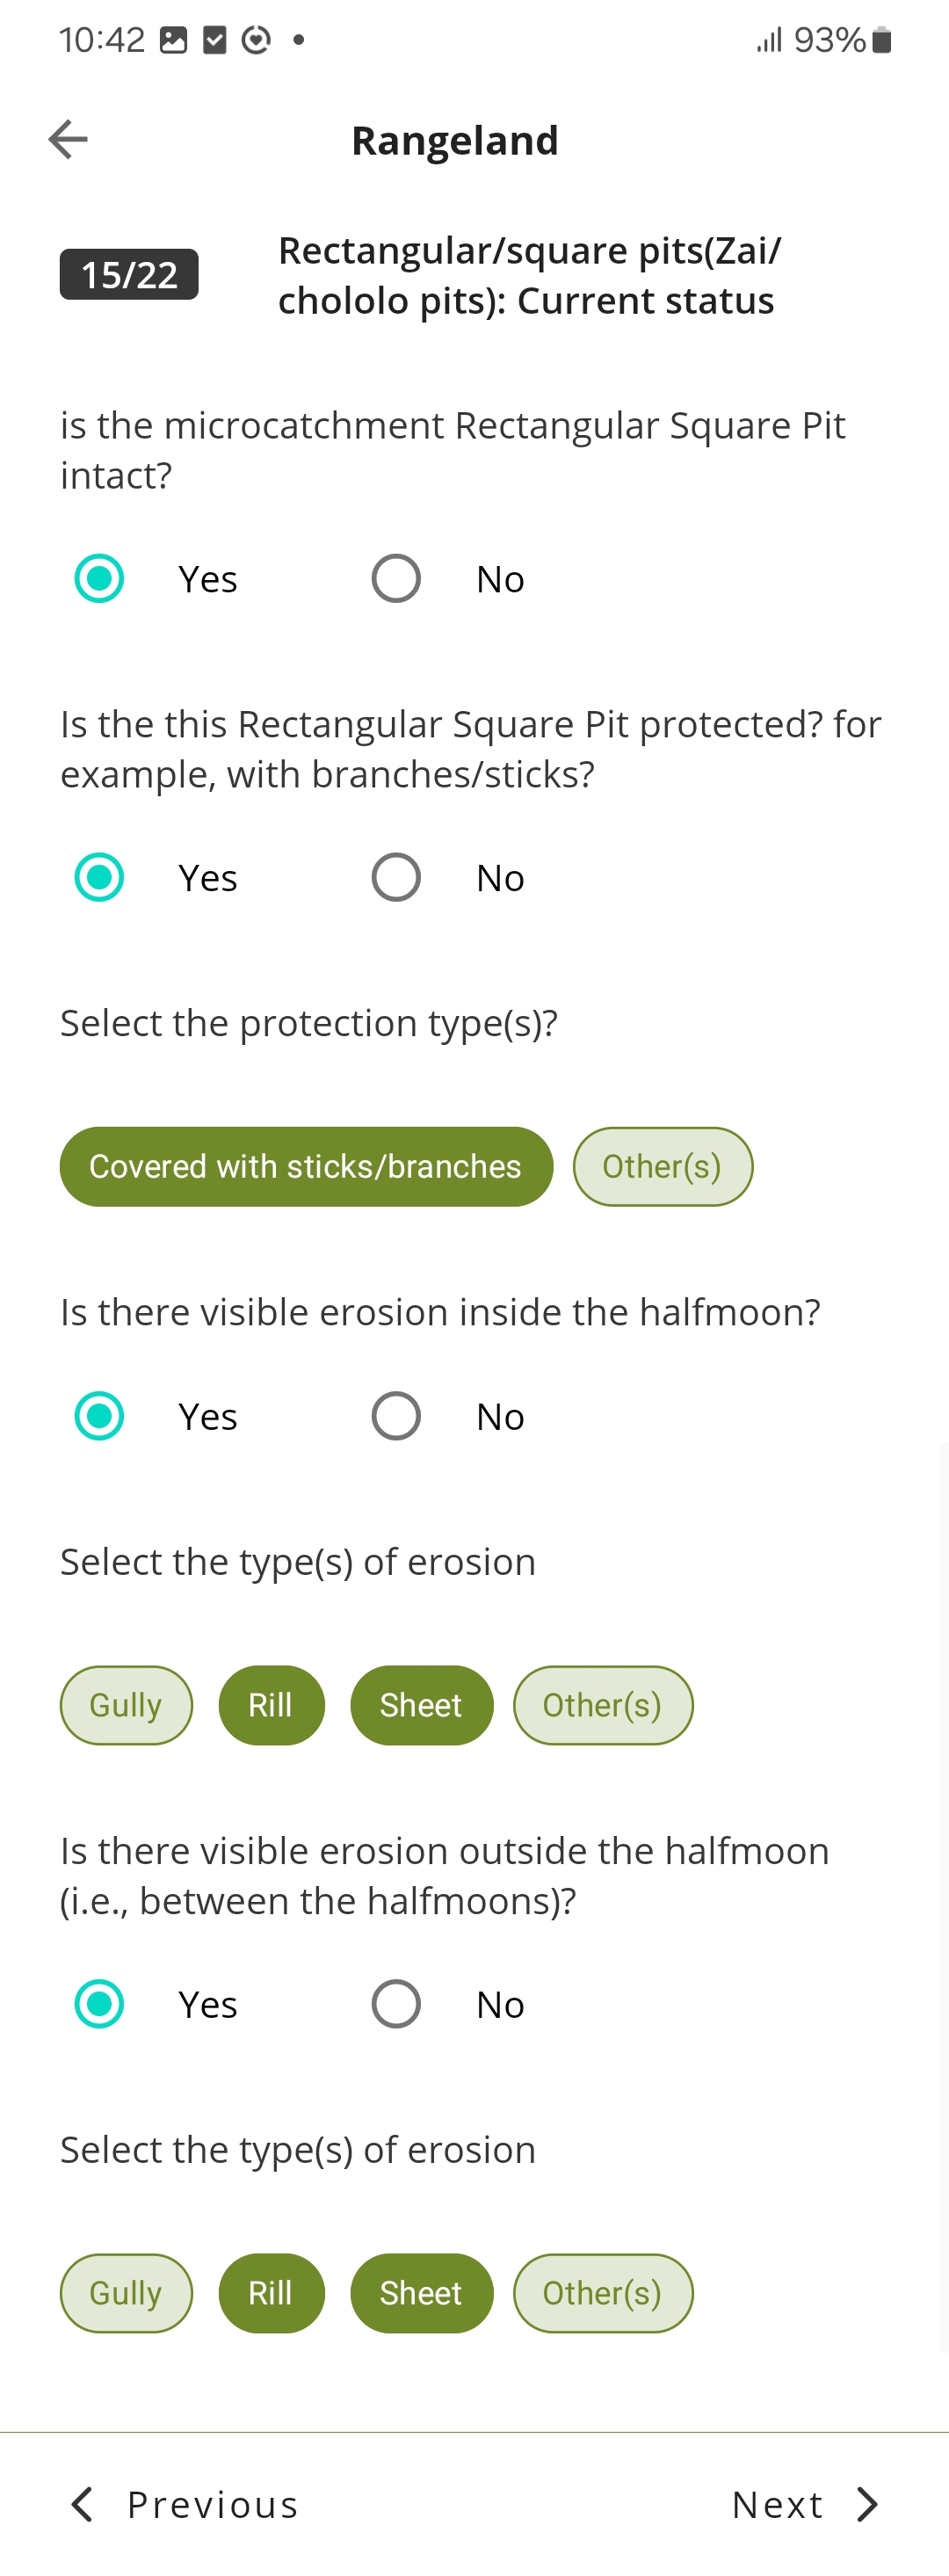 10:42
93%
Rangeland
15/22
Rectangular/square pits(Zai/
chololo pits): Current status
is the microcatchment Rectangular Square Pit
intact?
Yes No
Is the this Rectangular Square Pit protected? for
example, with branches/sticks?
Yes No
Select the protection type(s)?
Covered with sticks/branches Other(s)
Is there visible erosion inside the halfmoon?
Yes No
Select the type(s) of erosion
Gully Rill Sheet Other(s)
Is there visible erosion outside the halfmoon
(i.e., between the halfmoons)?
Yes No
Select the type(s) of erosion
Gully Rill Sheet Other(s)
Previous Next